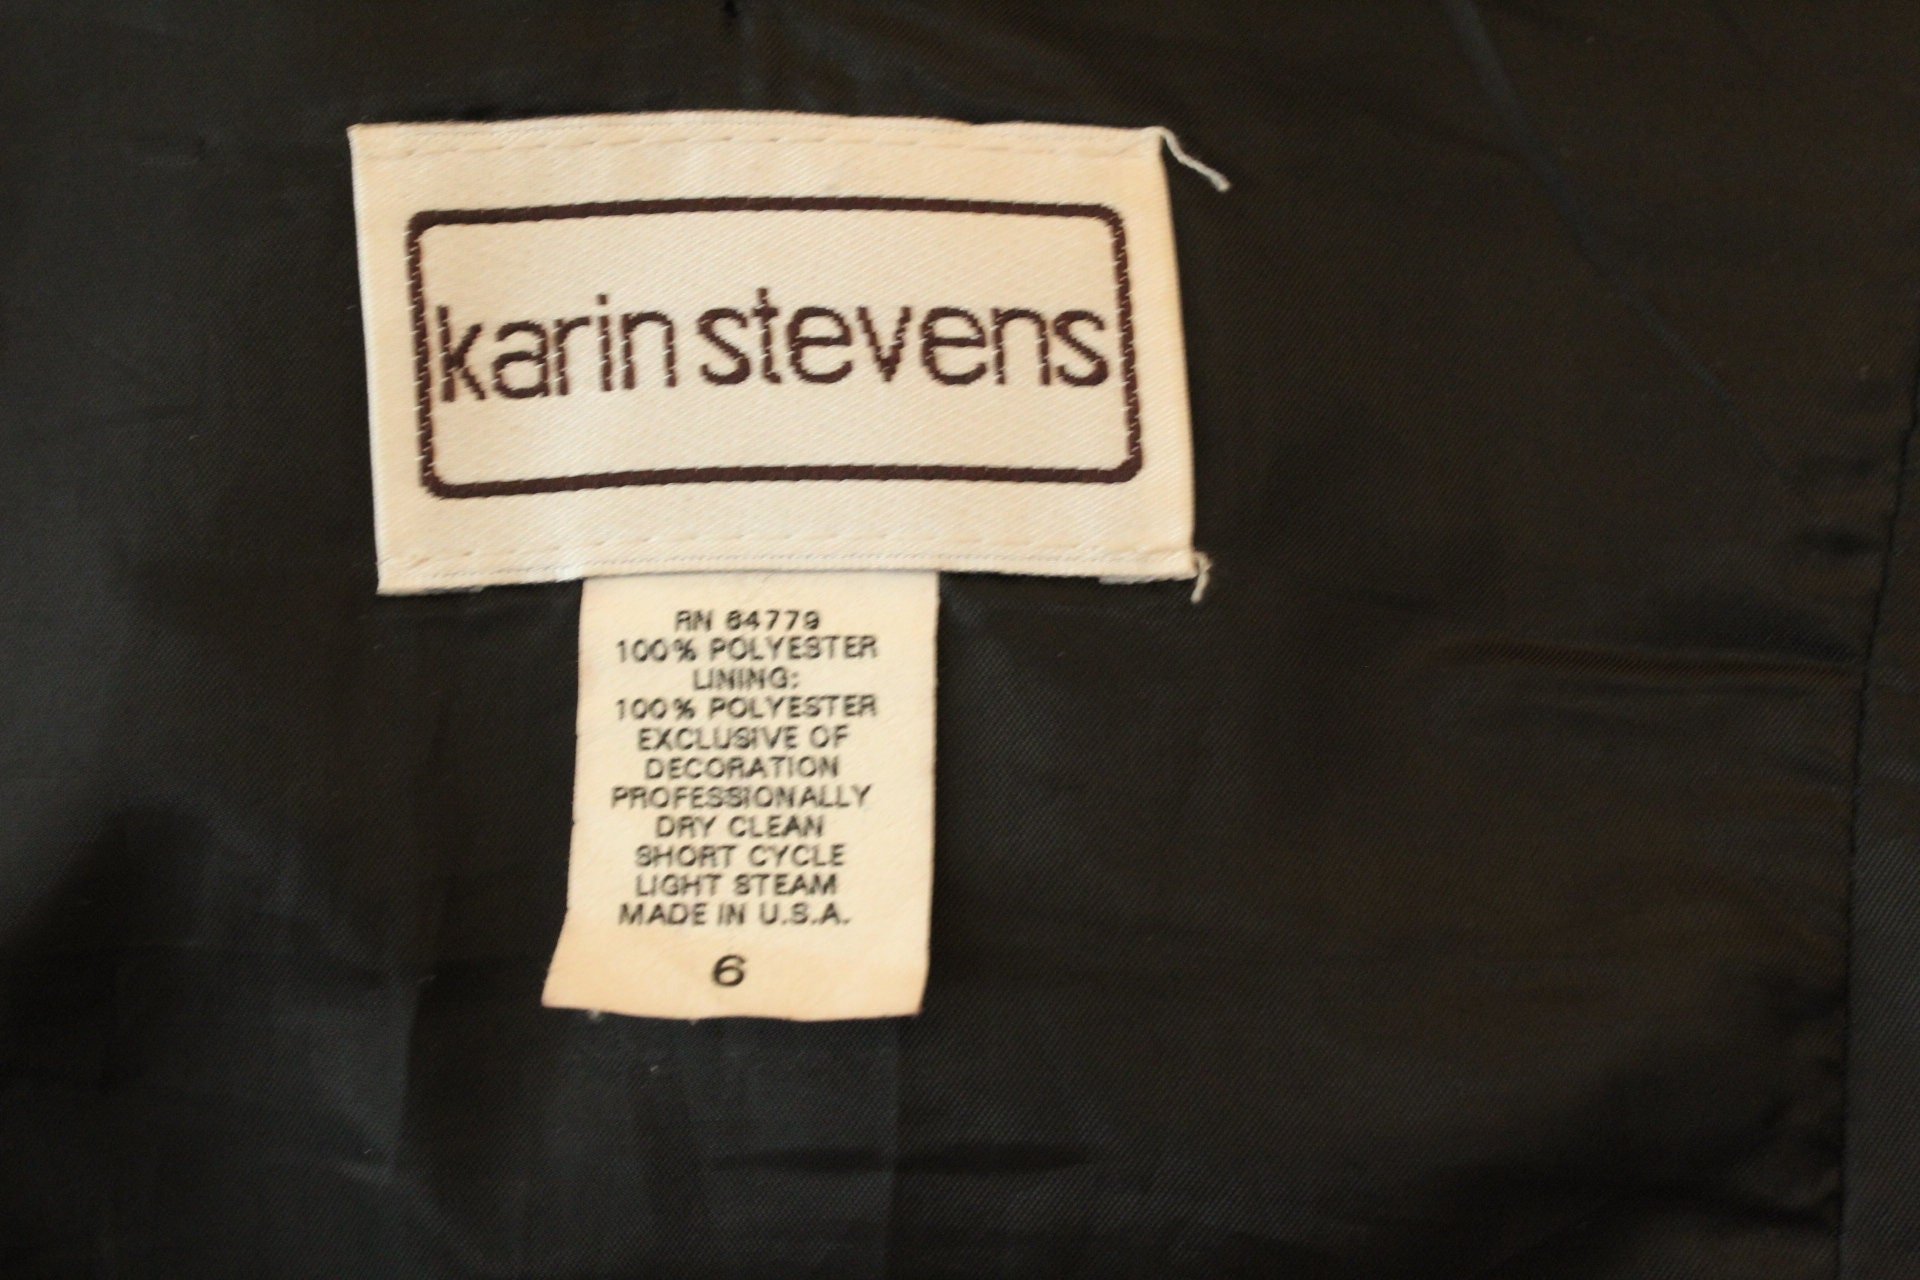 karin stevens
RN 64779
100% POLYESTER
LINING:
100% POLYESTER
EXCLUSIVE OF
DECORATION
PROFESSIONALLY
DRY CLEAN
SHORT CYCLE
LIGHT STEAM
MADE IN U.S.A.
6